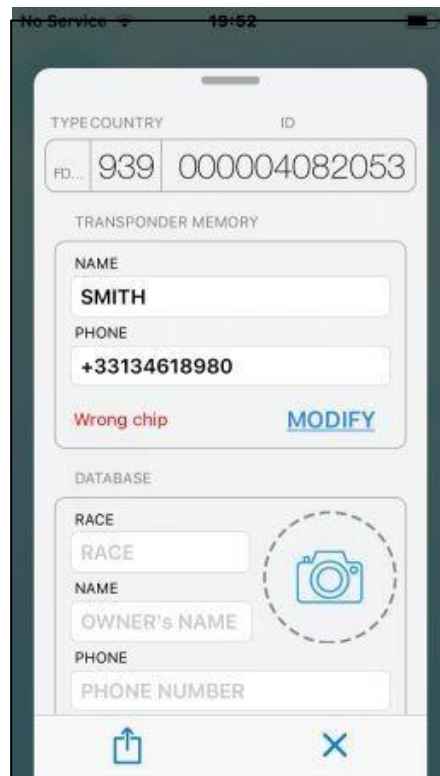 No Service 19:52
TYPE COUNTRY ID
FD... 939 000004082053
TRANSPONDER MEMORY
NAME
SMITH
PHONE
+33134618980
Wrong chip MODIFY
DATABASE
RACE
RACE
NAME
OWNER's NAME
PHONE
PHONE NUMBER